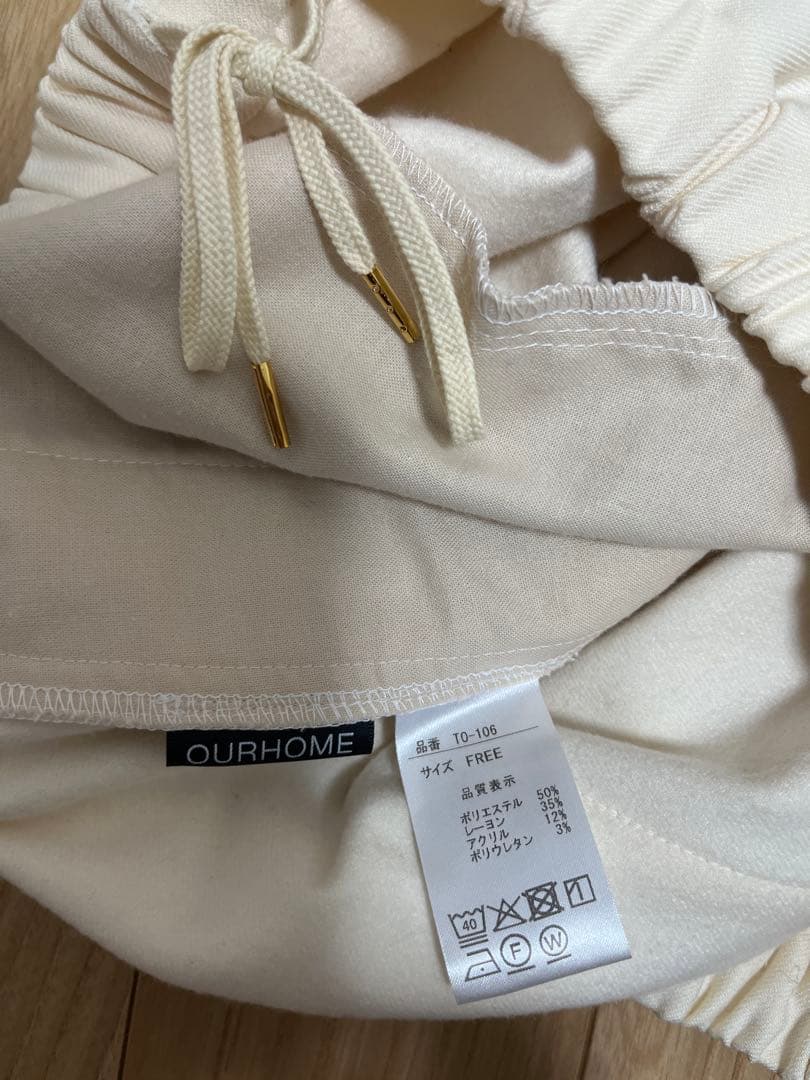 OURHOME
品番 TO-106
サイズ FREE
品質表示
ポリエステル 50%
レーヨン 35%
アクリル 12%
ポリウレタン 3%
40
F W